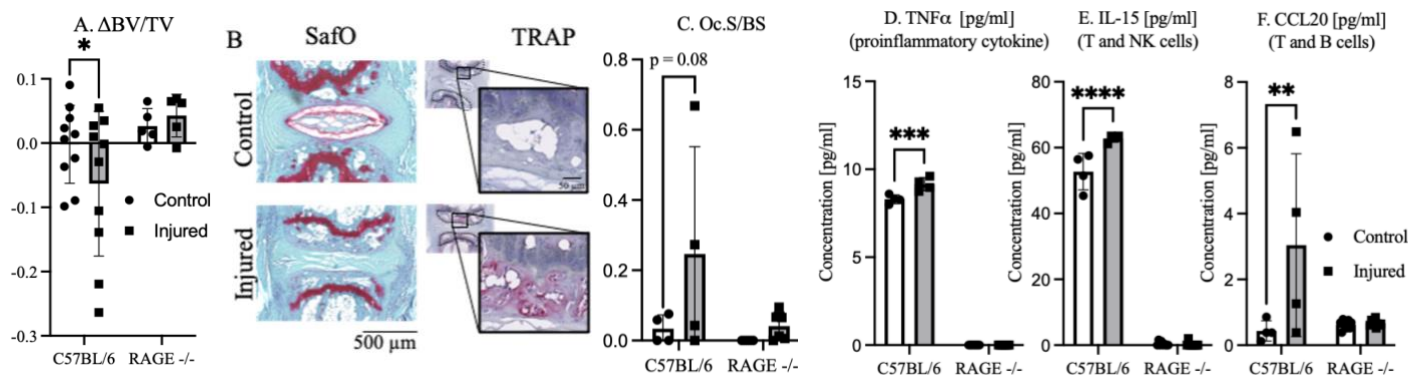 A. ΔBV/TV
*
0.1
0.0
-0.1
-0.2
-0.3
Control
Injured
C57BL/6
RAGE -/-
B
SafO
TRAP
Control
Injured
50 µm
500 µm
C. Oc.S/BS
p = 0.08
0.8
0.6
0.4
0.2
0.0
C57BL/6
RAGE -/-
D. TNFα [pg/ml]
(proinflammatory cytokine)
Concentration [pg/ml]
15
10
5
0
***
C57BL/6
RAGE -/-
E. IL-15 [pg/ml]
(T and NK cells)
Concentration [pg/ml]
80
60
40
20
0
****
C57BL/6
RAGE -/-
F. CCL20 [pg/ml]
(T and B cells)
Concentration [pg/ml]
8
6
4
2
0
**
Control
Injured
C57BL/6
RAGE -/-